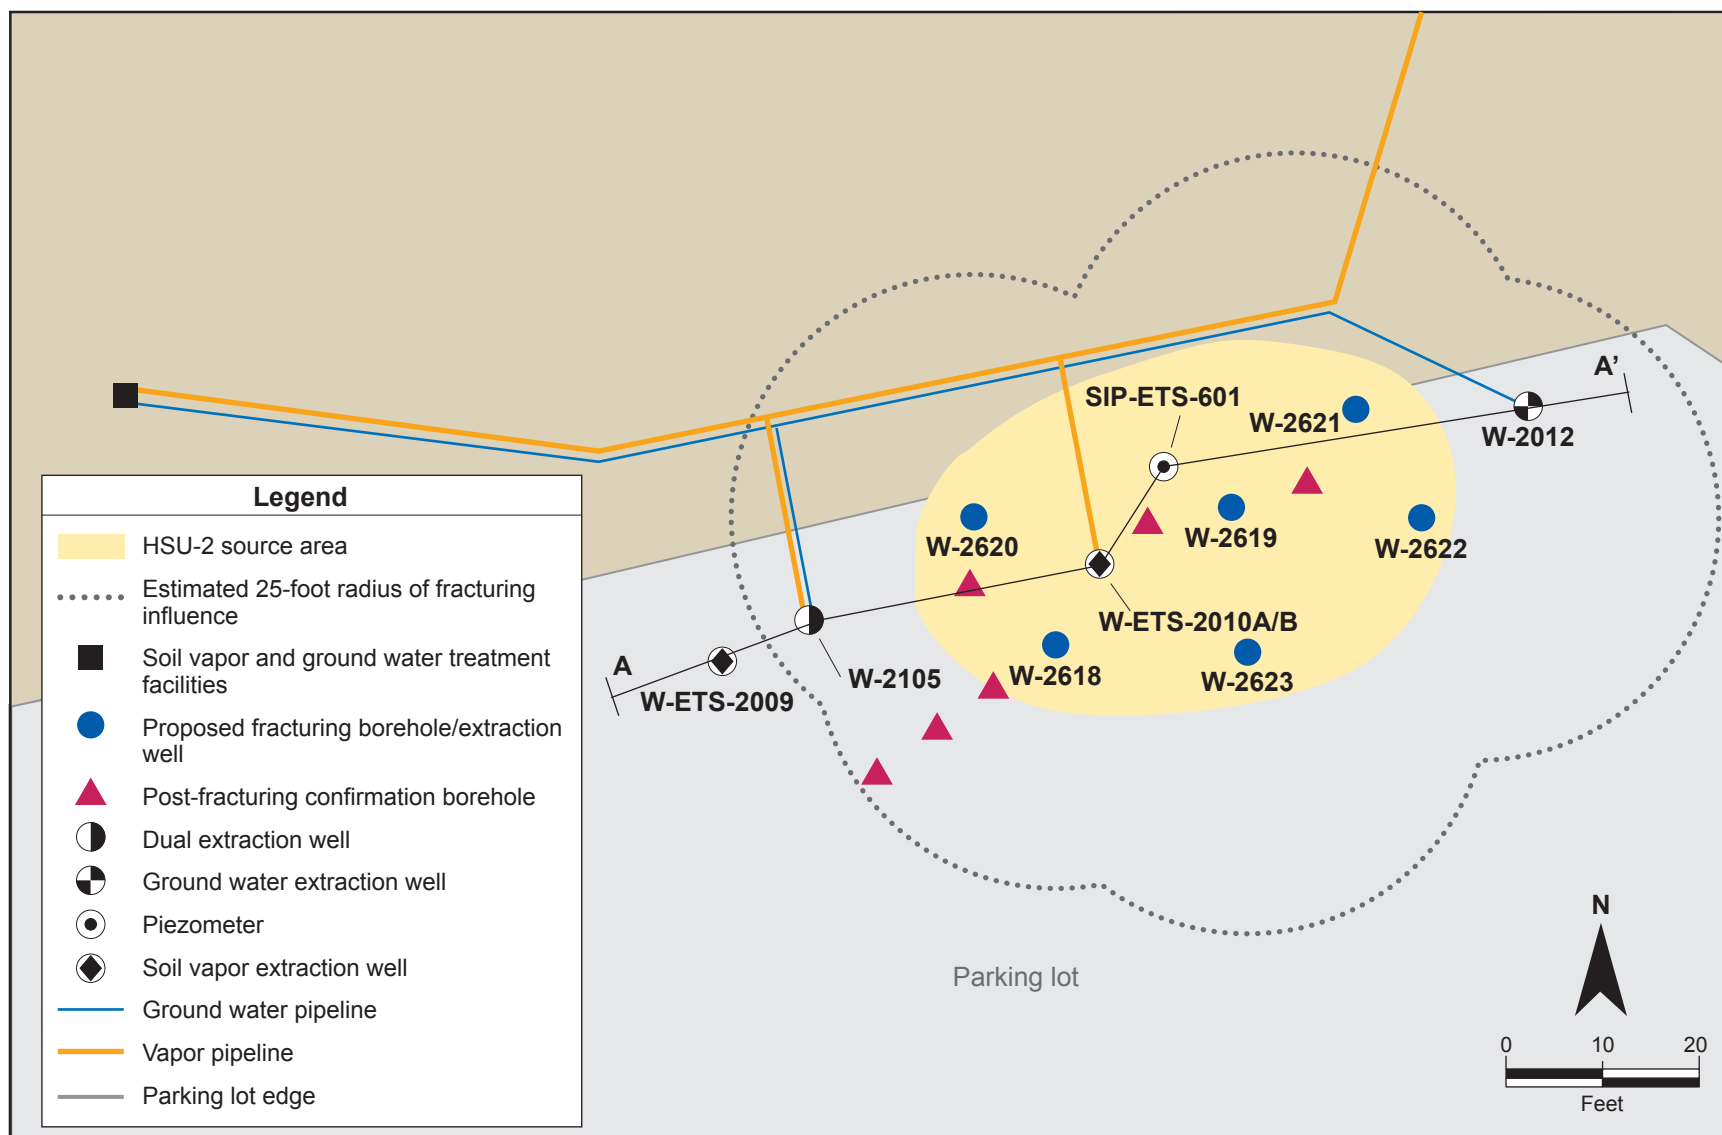 SIP-ETS-601
A'
W-2621
W-2012
W-2620
W-2619
W-2622
W-ETS-2010A/B
A
W-2105
W-2618
W-2623
W-ETS-2009
Legend
HSU-2 source area
Estimated 25-foot radius of fracturing
influence
Soil vapor and ground water treatment
facilities
Proposed fracturing borehole/extraction
well
Post-fracturing confirmation borehole
Dual extraction well
Ground water extraction well
Piezometer
Soil vapor extraction well
Ground water pipeline
Vapor pipeline
Parking lot edge
Parking lot
N
0 10 20
Feet